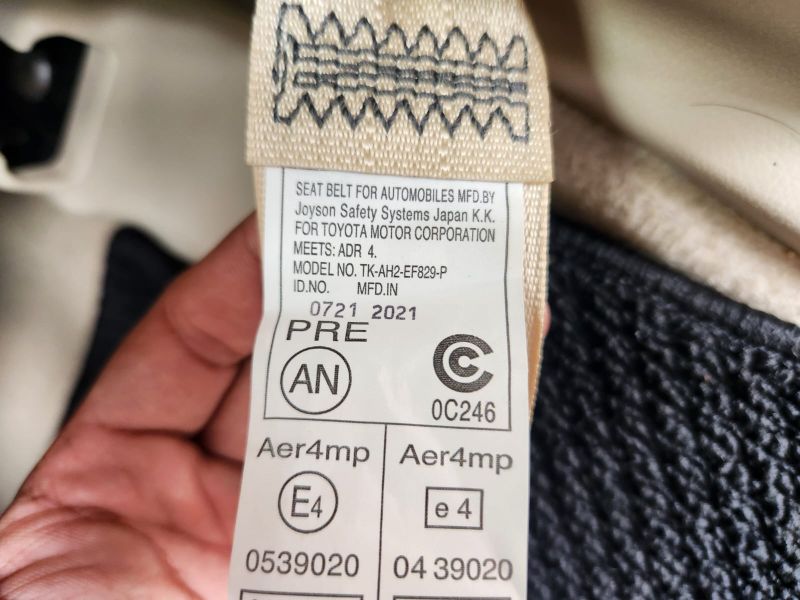 SEAT BELT FOR AUTOMOBILES MFD.BY
Joyson Safety Systems Japan K.K.
FOR TOYOTA MOTOR CORPORATION
MEETS: ADR 4.
MODEL NO. TK-AH2-EF829-P
ID.NO. MFD.IN
0721 2021
PRE
AN
0C246
Aer4mp Aer4mp
E4 e 4
0539020 04 39020